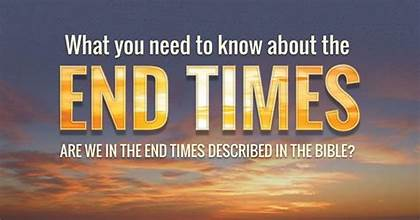 What you need to know about the
END TIMES
ARE WE IN THE END TIMES DESCRIBED IN THE BIBLE?